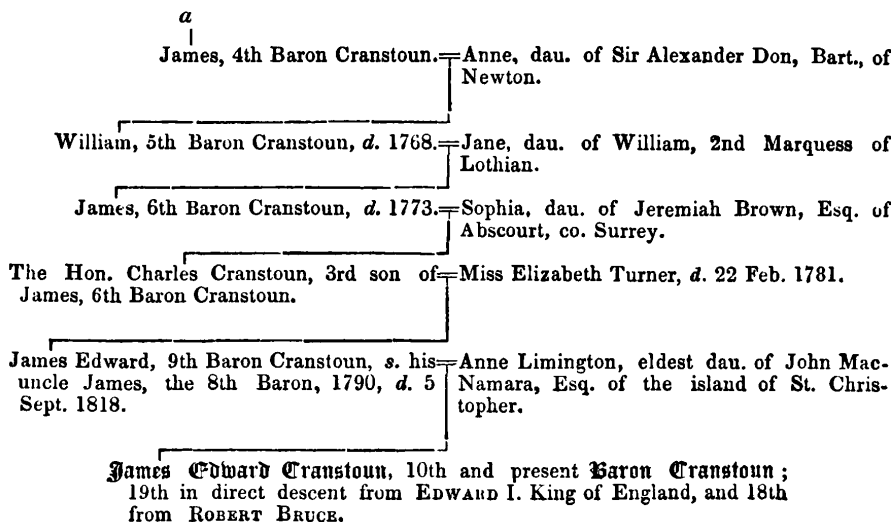 a
James, 4th Baron Cranstoun.=Anne, dau. of Sir Alexander Don, Bart., of
Newton.
William, 5th Baron Cranstoun, d. 1768.=Jane, dau. of William, 2nd Marquess of
Lothian.
James, 6th Baron Cranstoun, d. 1773.=Sophia, dau. of Jeremiah Brown, Esq. of
Abscourt, co. Surrey.
The Hon. Charles Cranstoun, 3rd son of=Miss Elizabeth Turner, d. 22 Feb. 1781.
James, 6th Baron Cranstoun.
James Edward, 9th Baron Cranstoun, s. his=Anne Limington, eldest dau. of John Mac-
uncle James, the 8th Baron, 1790, d. 5 Namara, Esq. of the island of St. Chris-
Sept. 1818. topher.
James Edward Cranstoun, 10th and present Baron Cranstoun;
19th in direct descent from EDWARD I. King of England, and 18th
from ROBERT BRUCE.